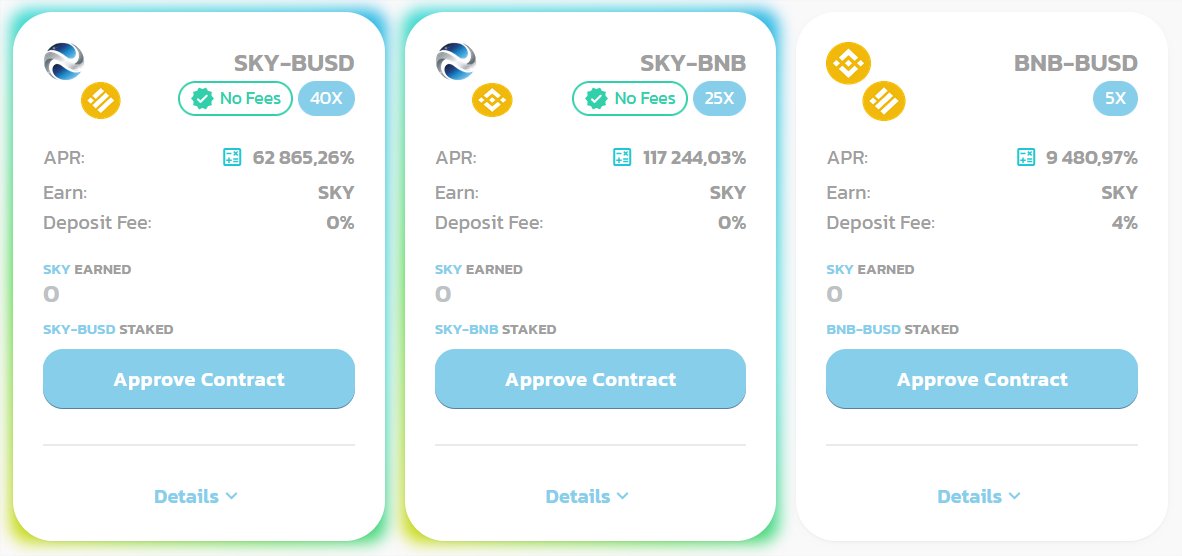 SKY-BUSD
No Fees 40X
APR: 62 865,26%
Earn: SKY
Deposit Fee: 0%
SKY EARNED
0
SKY-BUSD STAKED
Approve Contract
Details
SKY-BNB
No Fees 25X
APR: 117 244,03%
Earn: SKY
Deposit Fee: 0%
SKY EARNED
0
SKY-BNB STAKED
Approve Contract
Details
BNB-BUSD
5X
APR: 9 480,97%
Earn: SKY
Deposit Fee: 4%
SKY EARNED
0
BNB-BUSD STAKED
Approve Contract
Details